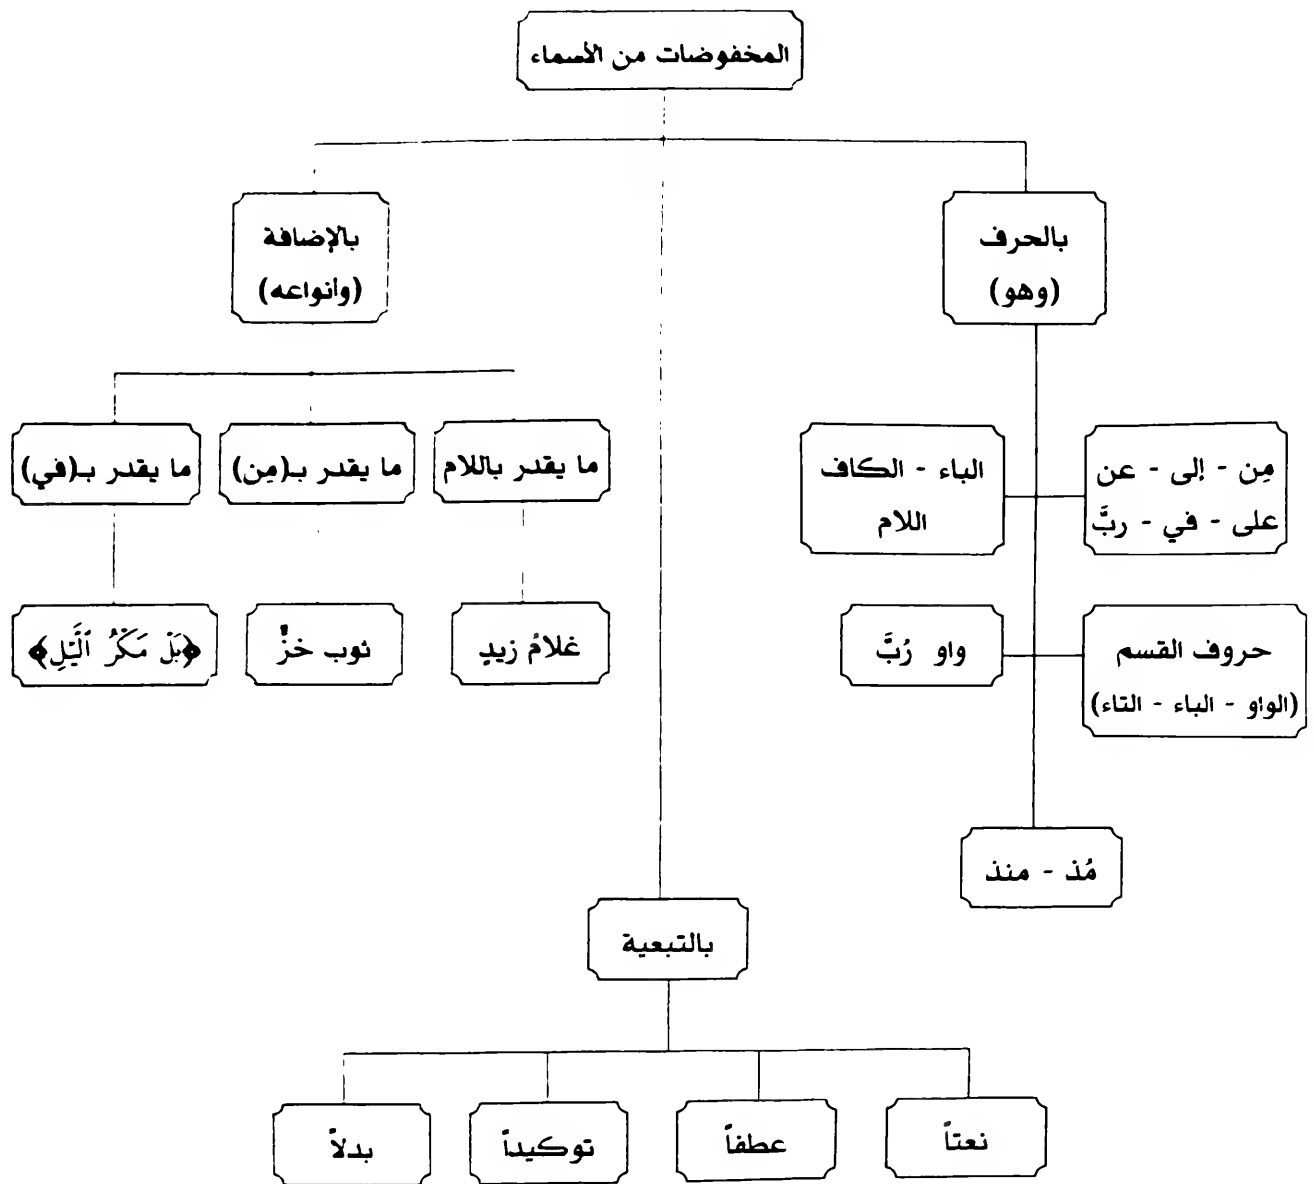 المخفوضات من الأسماء
بالحرف
(وهو)
بالإضافة
(وأنواعه)
مِن - إلى - عن
على - في - ربَّ
الباء - الكاف
اللام
ما يقدر باللام
ما يقدر بـ(مِن)
ما يقدر بـ(في)
حروف القسم
(الواو - الباء - التاء)
واو رُبَّ
غلامُ زيدٍ
ثوب خزٍّ
﴿بَلْ مَكْرُ ٱلَّيْلِ﴾
مُذ - منذ
بالتبعية
نعتاً
عطفاً
توكيداً
بدلاً